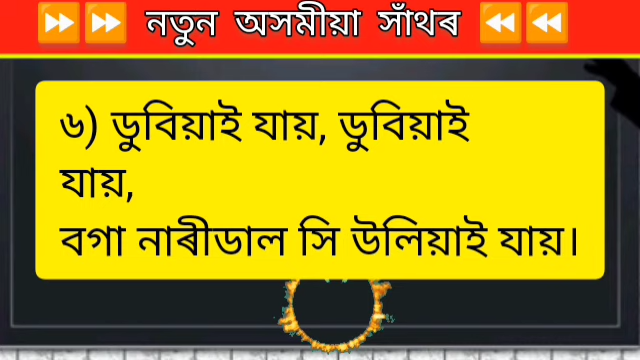 নতুন অসমীয়া সাঁথৰ
৬) ডুবিয়াই যায়, ডুবিয়াই
যায়,
বগা নাৰীডাল সি উলিয়াই যায়।